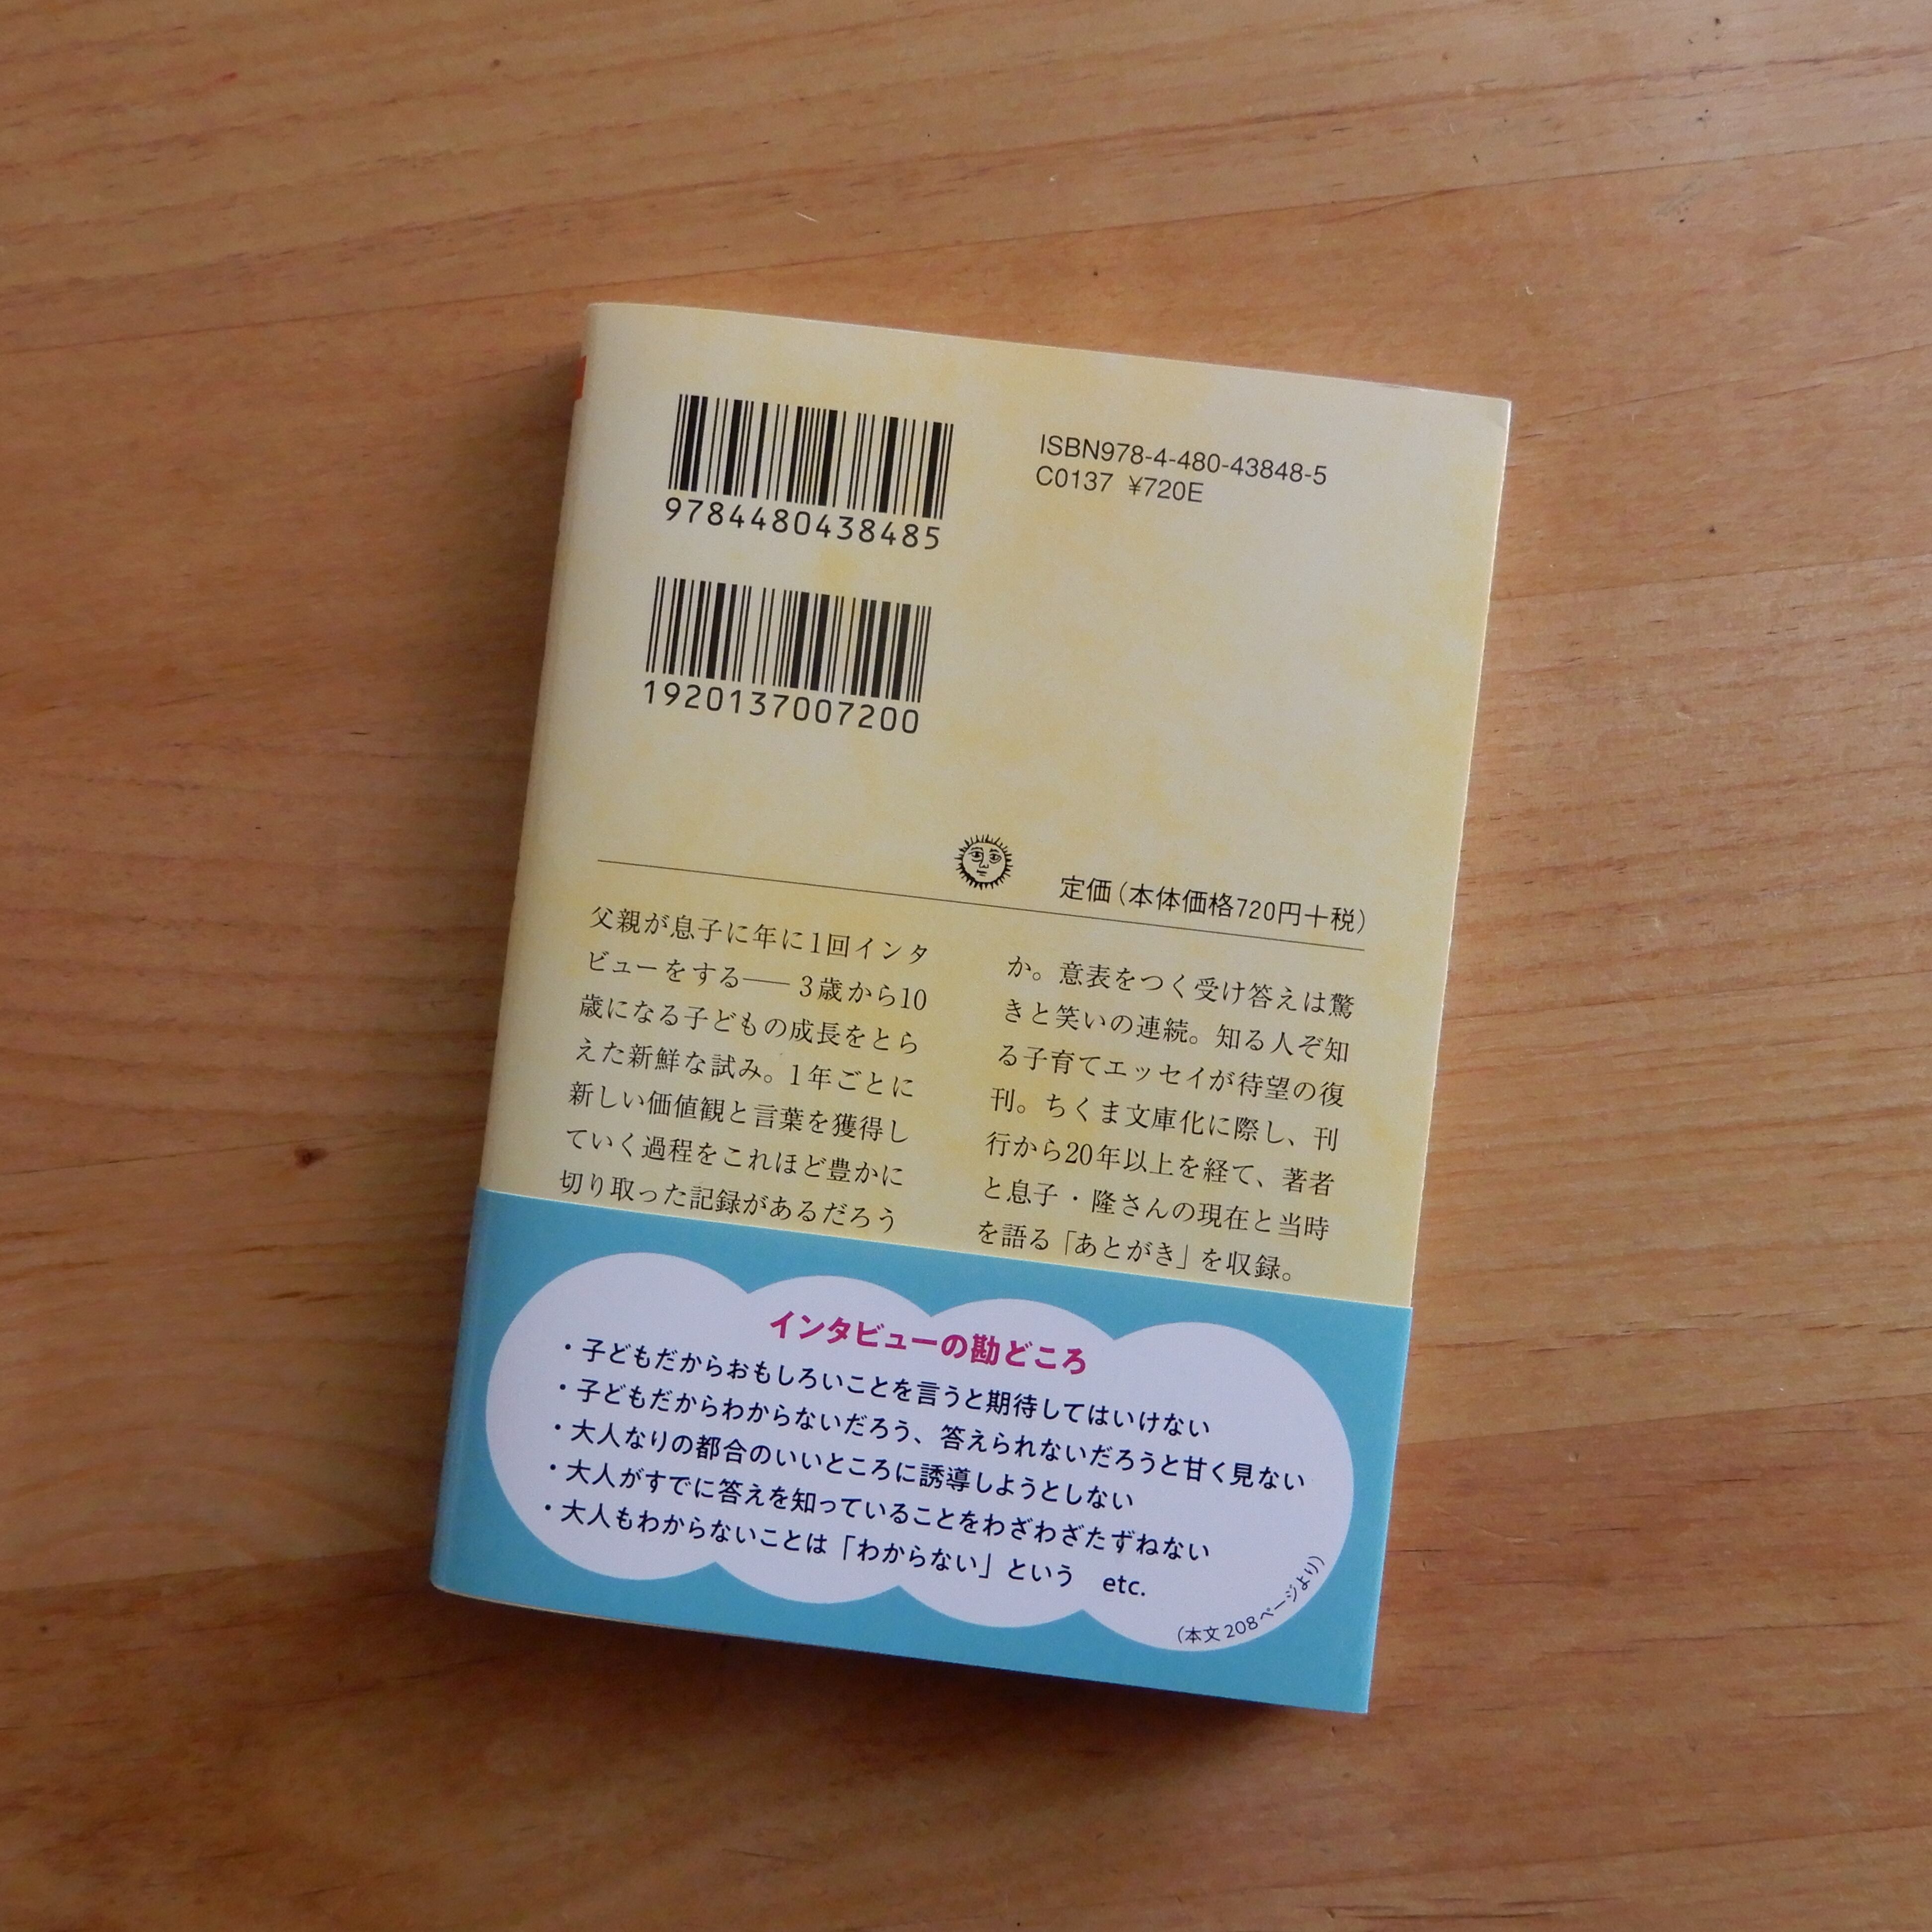 9784480438485
ISBN978-4-480-43848-5
C0137 ¥720E
1920137007200
定価(本体価格720円+税)
父親が息子に年に1回インタ
ビューをする── 3歳から10
歳になる子どもの成長をとら
えた新鮮な試み。1年ごとに
新しい価値観と言葉を獲得し
ていく過程をこれほど豊かに
切り取った記録があるだろう
か。意表をつく受け答えは驚
きと笑いの連続。知る人ぞ知
る子育てエッセイが待望の復
刊。ちくま文庫化に際し、刊
行から20年以上を経て、著者
と息子・隆さんの現在と当時
を語る「あとがき」を収録。
インタビューの勘どころ
・子どもだからおもしろいことを言うと期待してはいけない
・子どもだからわからないだろう、答えられないだろうと甘く見ない
・大人なりの都合のいいところに誘導しようとしない
・大人がすでに答えを知っていることをわざわざたずねない
・大人もわからないことは「わからない」という etc.
(本文208ページより)